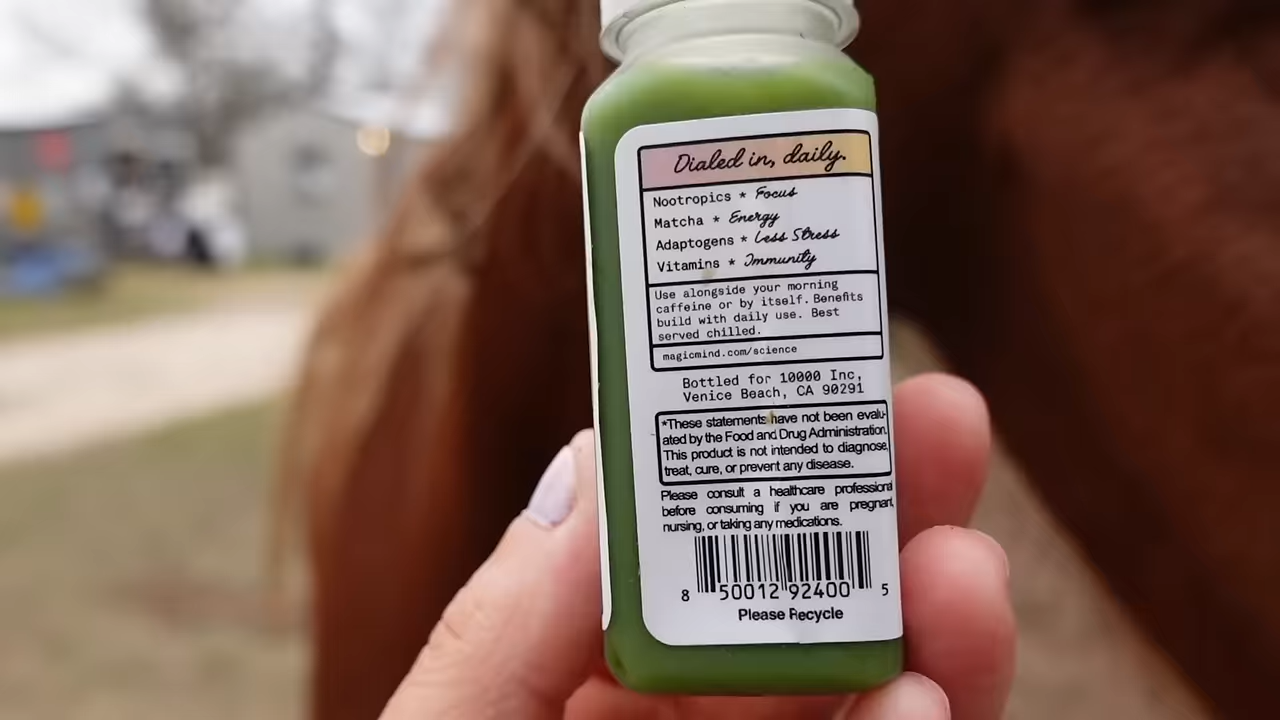 Dialed in, daily.
Nootropics * Focus
Matcha * Energy
Adaptogens * Less Stress
Vitamins * Immunity
Use alongside your morning
caffeine or by itself. Benefits
build with daily use. Best
served chilled.
magicmind.com/science
Bottled for 10000 Inc,
Venice Beach, CA 90291
*These statements have not been evalu-
ated by the Food and Drug Administration.
This product is not intended to diagnose,
treat, cure, or prevent any disease.
Please consult a healthcare professional
before consuming if you are pregnant,
nursing, or taking any medications.
8 50012 92400 5
Please Recycle